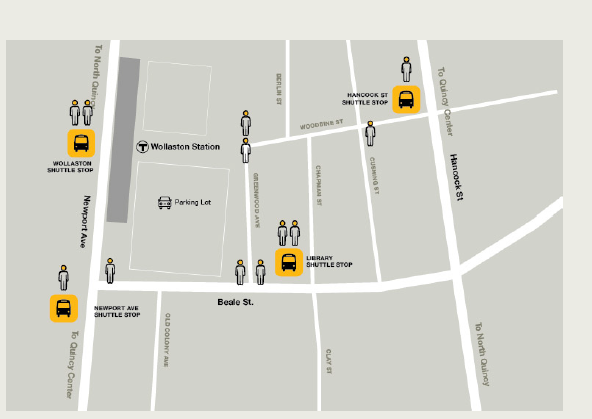 To North Quincy
BERLIN ST
HANCOCK ST
SHUTTLE STOP
To Quincy Center
WOODBINE ST
T Wollaston Station
WOLLASTON
SHUTTLE STOP
Hancock St
CUSHING ST
CHAPMAN ST
GREENWOOD AVE
Parking Lot
Newport Ave
LIBRARY
SHUTTLE STOP
Beale St.
NEWPORT AVE
SHUTTLE STOP
To Quincy Center
OLD COLONY AVE
CLAY ST
To North Quincy